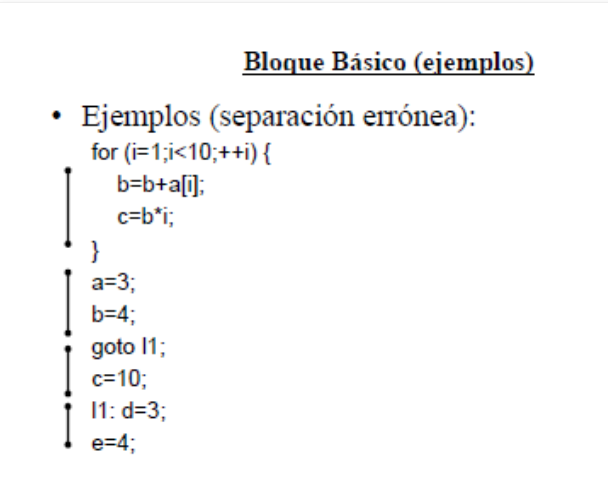 Bloque Básico (ejemplos)
• Ejemplos (separación errónea):
for (i=1;i<10;++i) {
b=b+a[i];
c=b*i;
}
a=3;
b=4;
goto l1;
c=10;
l1: d=3;
e=4;